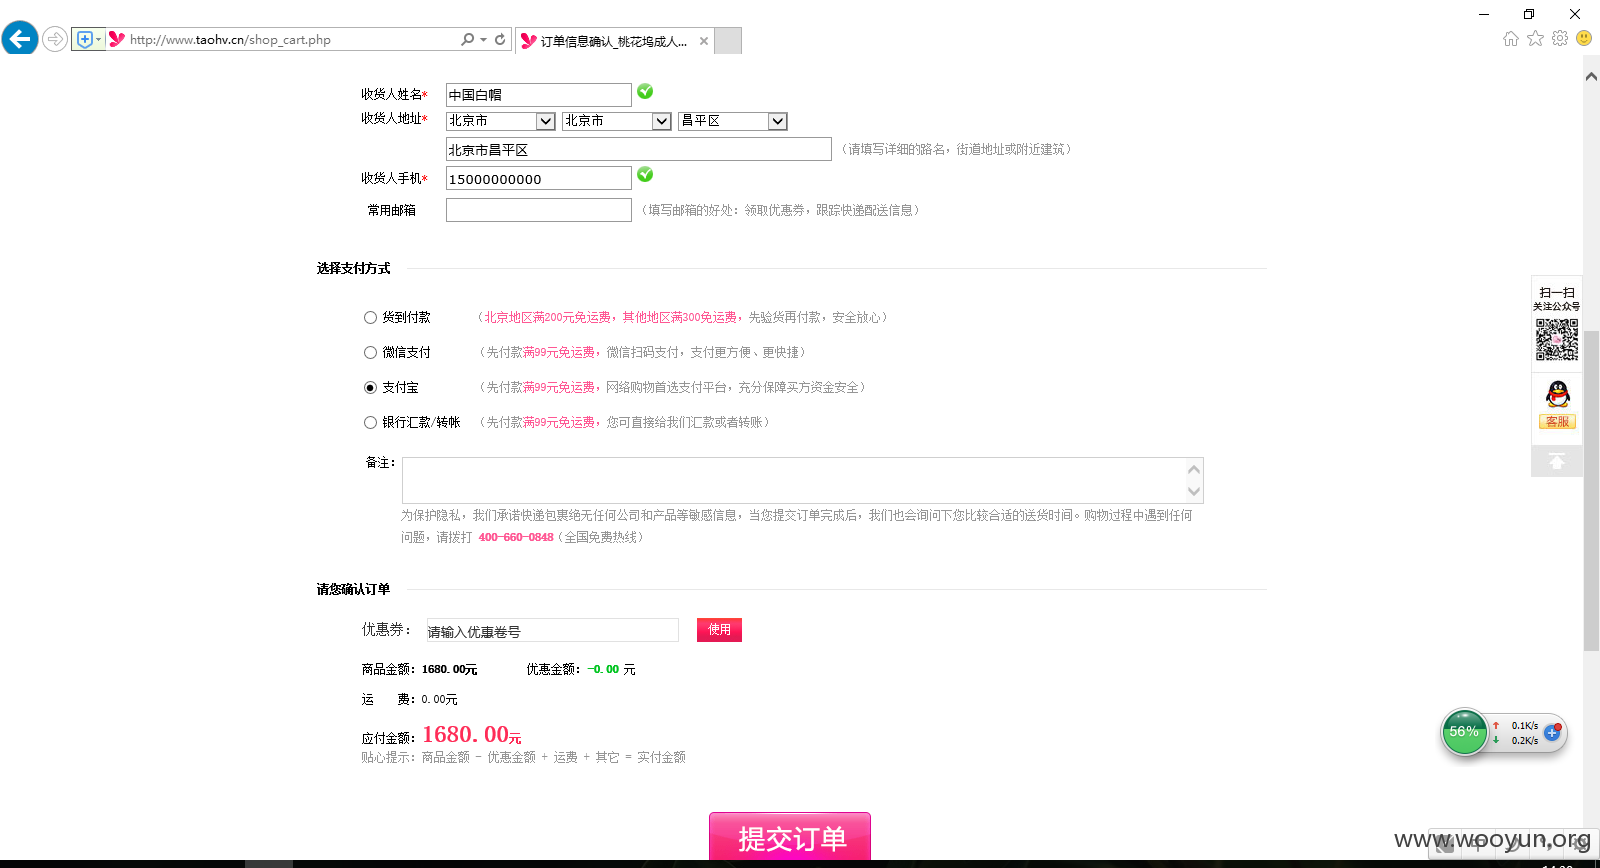 http://www.taohv.cn/shop_cart.php
订单信息确认_桃花坞成人...
收货人姓名* 中国白帽
收货人地址* 北京市 北京市 昌平区
北京市昌平区 (请填写详细的路名，街道地址或附近建筑)
收货人手机* 15000000000
常用邮箱 (填写邮箱的好处：领取优惠券，跟踪快递配送信息)
选择支付方式
货到付款 (北京地区满200元免运费，其他地区满300免运费，先验货再付款，安全放心)
微信支付 (先付款满99元免运费，微信扫码支付，支付更方便、更快捷)
支付宝 (先付款满99元免运费，网络购物首选支付平台，充分保障买方资金安全)
银行汇款/转帐 (先付款满99元免运费，您可直接给我们汇款或者转账)
备注：
为保护隐私，我们承诺快递包裹绝无任何公司和产品等敏感信息，当您提交订单完成后，我们也会询问下您比较合适的送货时间。购物过程中遇到任何
问题，请拨打 400-660-0848(全国免费热线)
请您确认订单
优惠券： 请输入优惠卷号 使用
商品金额：1680.00元 优惠金额：-0.00 元
运 费：0.00元
应付金额：1680.00元
贴心提示：商品金额 - 优惠金额 + 运费 + 其它 = 实付金额
提交订单
扫一扫
关注公众号
客服
56%
0.1K/s
0.2K/s
www.wooyun.org